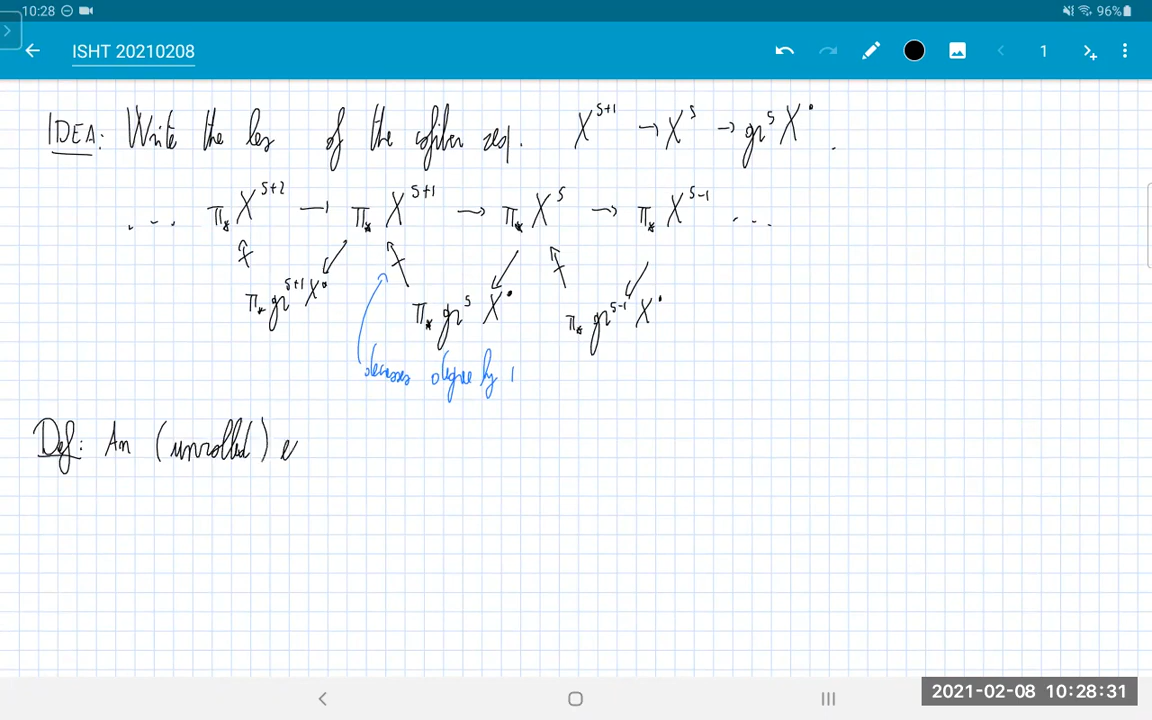 10:28 96%
ISHT 20210208 1
IDEA: Write the les of the cofiber seq. X^{s+1} → X^s → gr^s X^• .
... π_* X^{s+2} → π_* X^{s+1} → π_* X^s → π_* X^{s-1} ...
π_* gr^{s+1} X^• π_* gr^s X^• π_* gr^{s-1} X^•
decreases degree by 1
Def: An (unrolled) e
2021-02-08 10:28:31